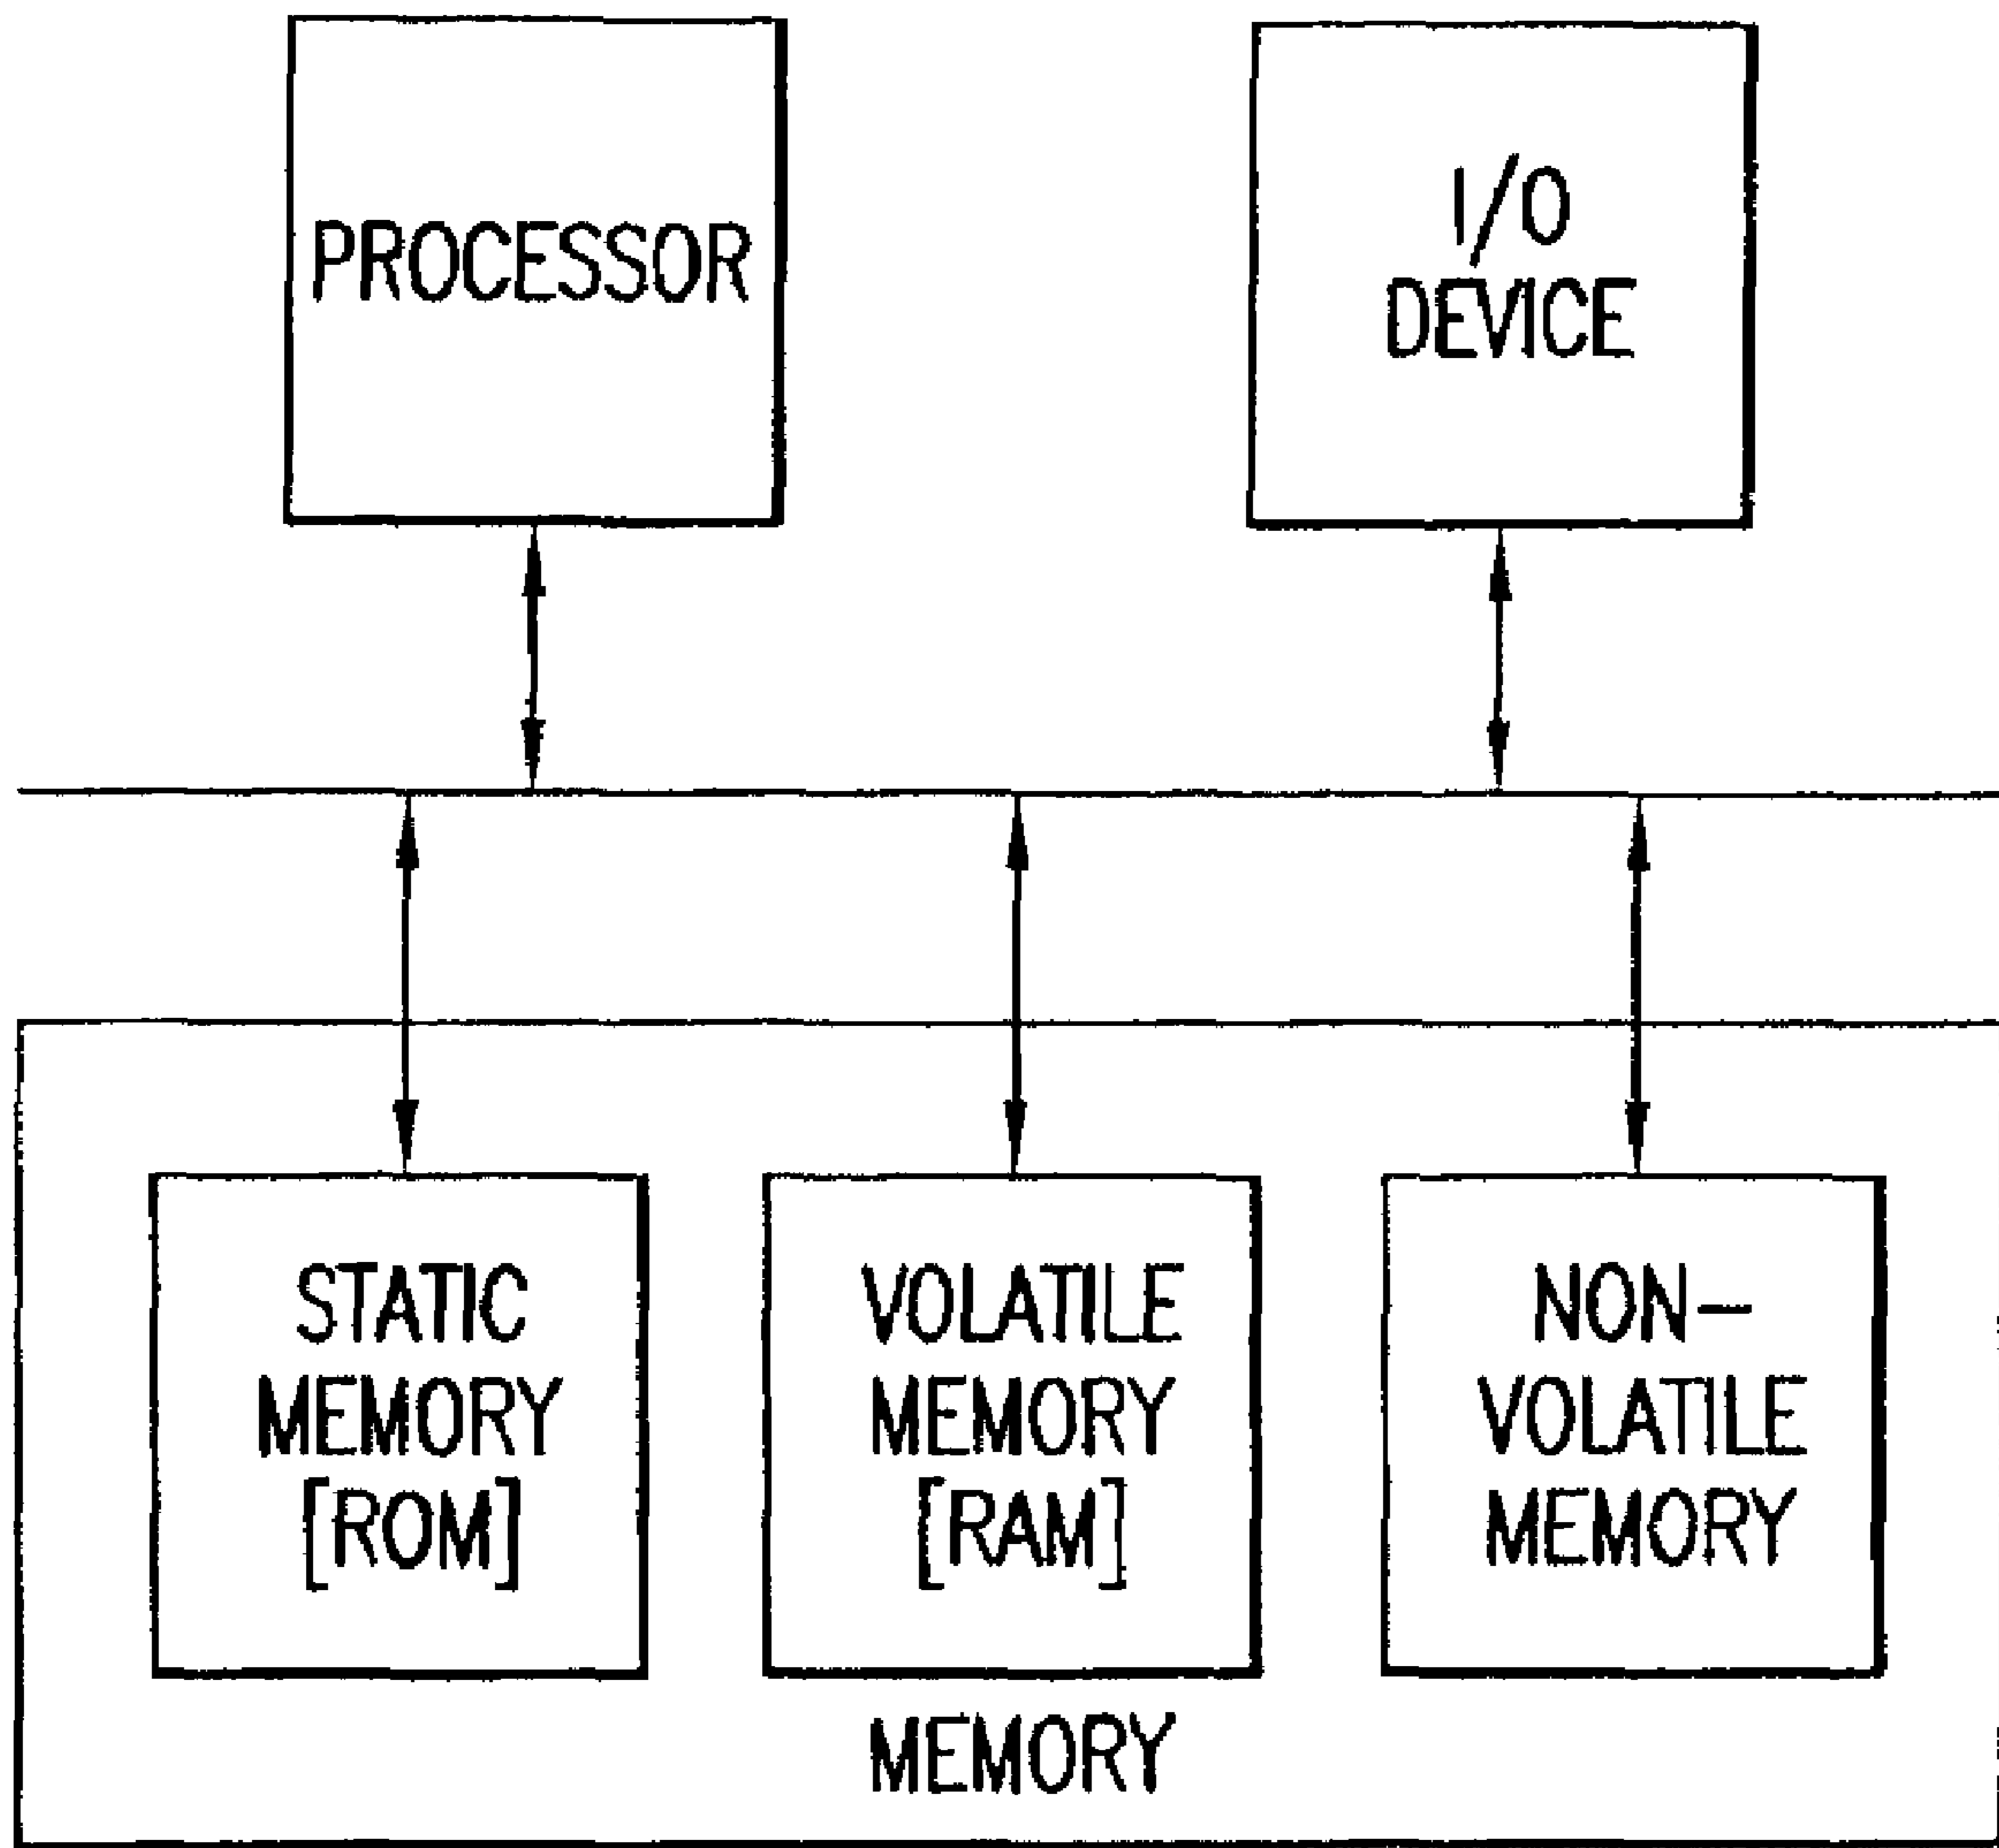 PROCESSOR
I/O
DEVICE
STATIC
MEMORY
[ROM]
VOLATILE
MEMORY
[RAM]
NON-
VOLATILE
MEMORY
MEMORY